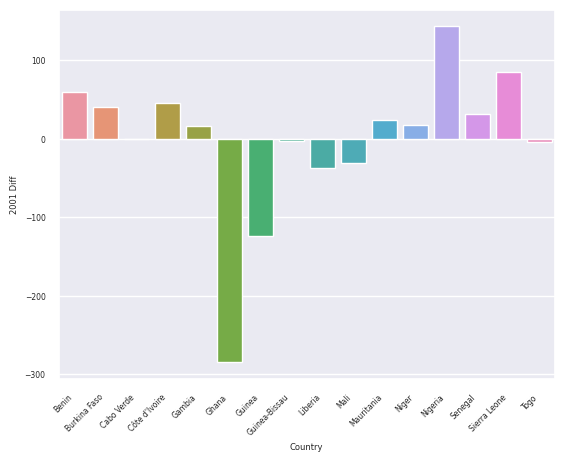 100
0
−100
−200
−300
2001 Diff
Benin
Burkina Faso
Cabo Verde
Côte d'Ivoire
Gambia
Ghana
Guinea
Guinea-Bissau
Liberia
Mali
Mauritania
Niger
Nigeria
Senegal
Sierra Leone
Togo
Country